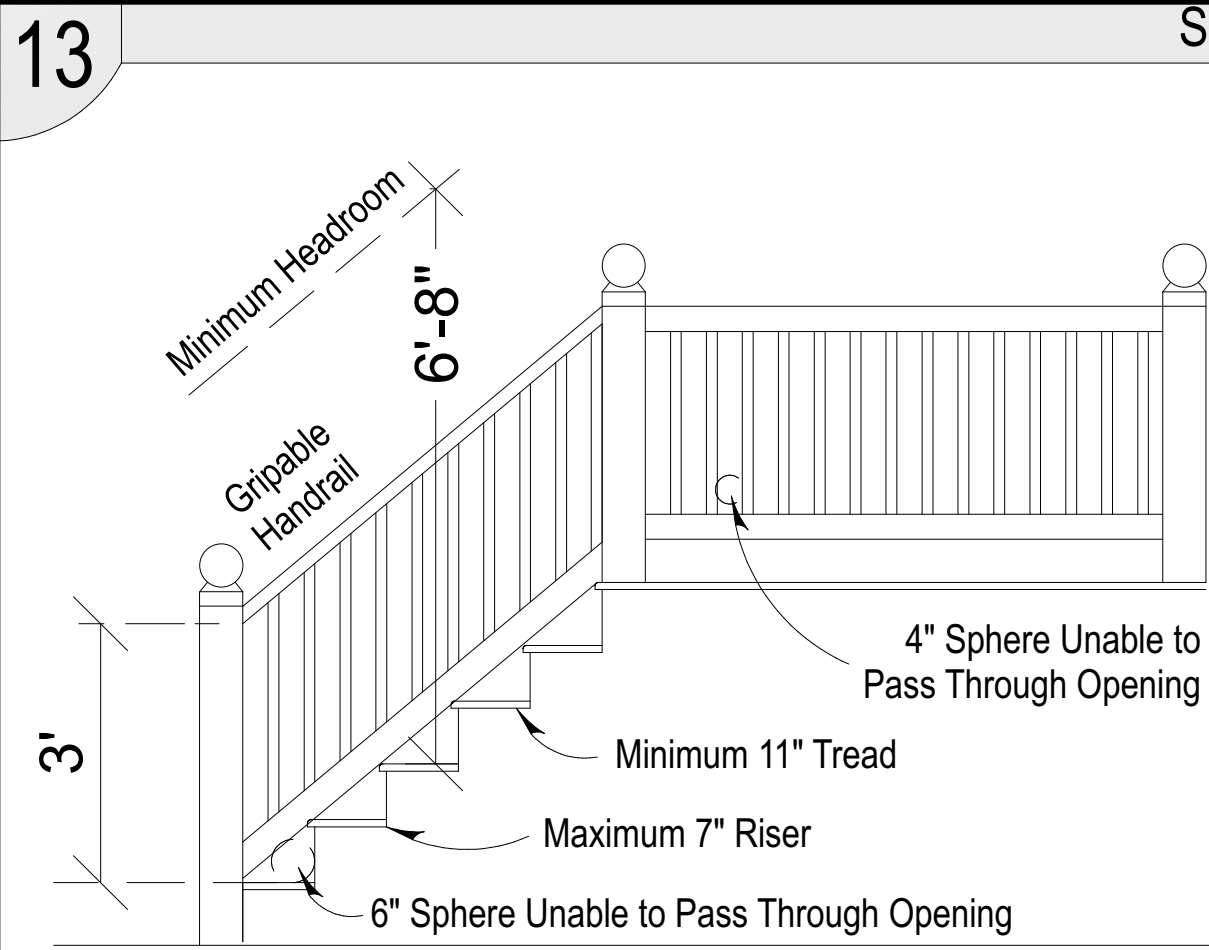 13
S
Minimum Headroom
6'-8"
Gripable
Handrail
3'
4" Sphere Unable to
Pass Through Opening
Minimum 11" Tread
Maximum 7" Riser
6" Sphere Unable to Pass Through Opening